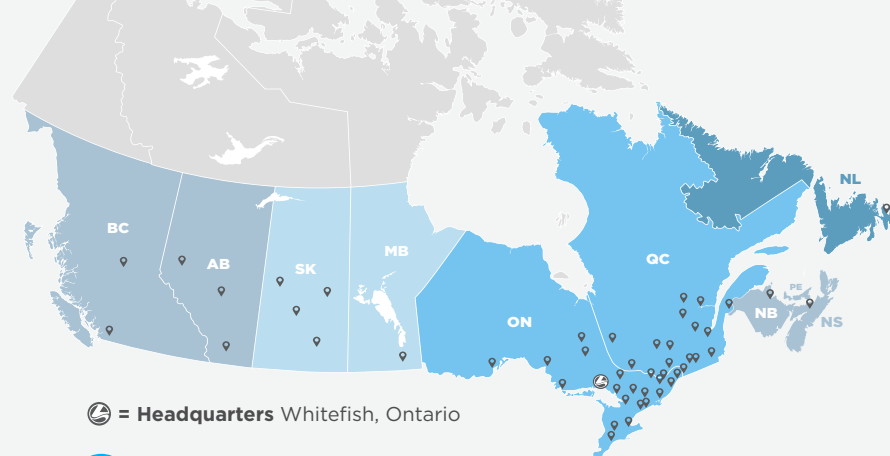 NL
BC
MB
QC
AB
SK
PE
NB
ON
NS
= Headquarters Whitefish, Ontario